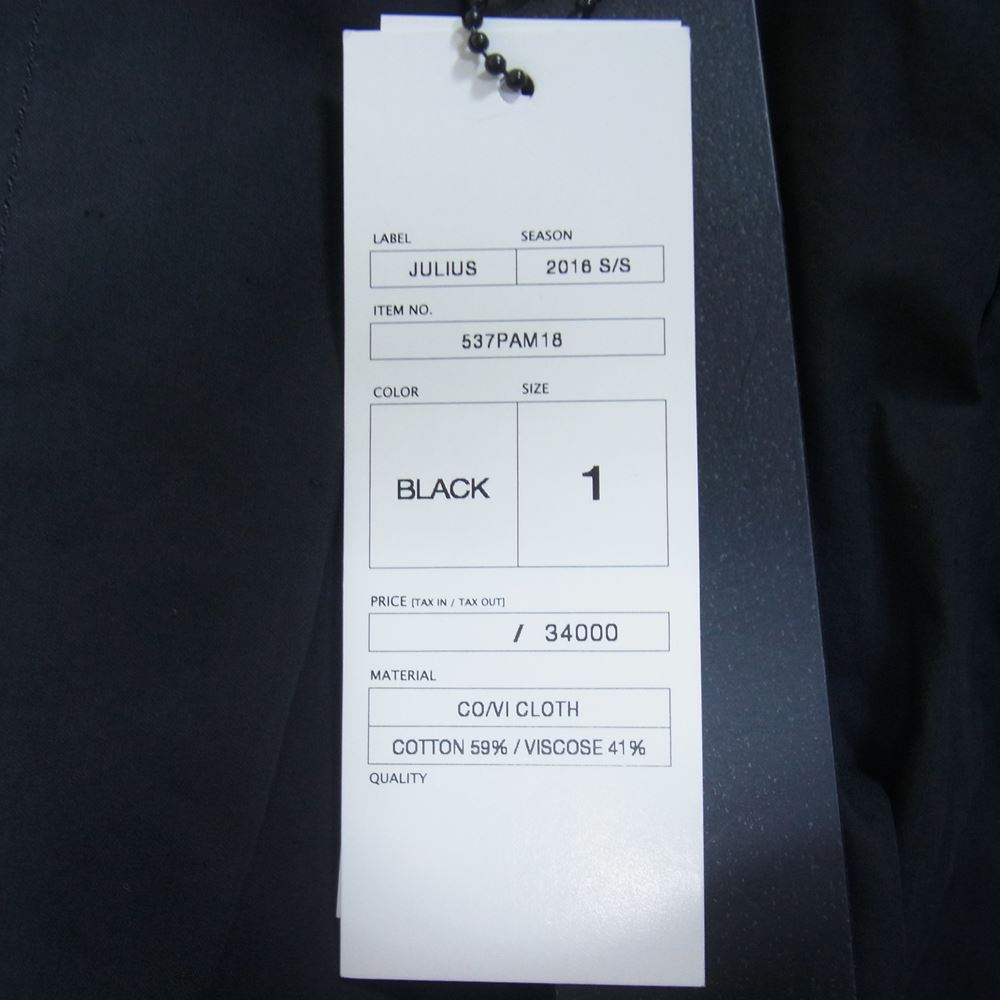 LABEL SEASON
JULIUS 2016 S/S
ITEM NO.
537PAM18
COLOR SIZE
BLACK 1
PRICE [TAX IN / TAX OUT]
/ 34000
MATERIAL
CO/VI CLOTH
COTTON 59% / VISCOSE 41%
QUALITY